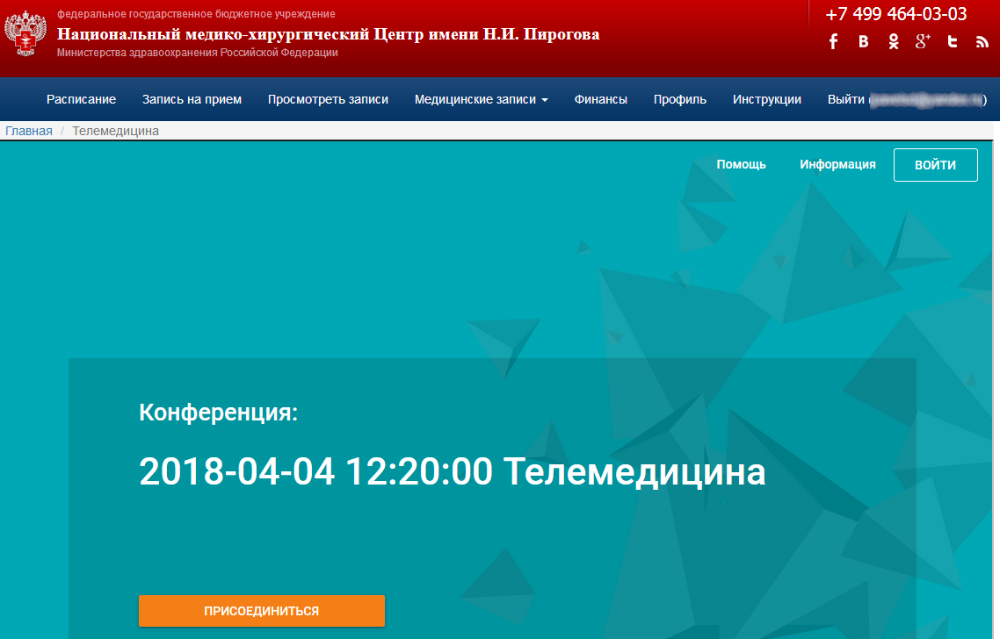 федеральное государственное бюджетное учреждение
Национальный медико-хирургический Центр имени Н.И. Пирогова
Министерства здравоохранения Российской Федерации
+7 499 464-03-03
Расписание Запись на прием Просмотреть записи Медицинские записи Финансы Профиль Инструкции Выйти ( )
Главная / Телемедицина
Помощь Информация ВОЙТИ
Конференция:
2018-04-04 12:20:00 Телемедицина
ПРИСОЕДИНИТЬСЯ